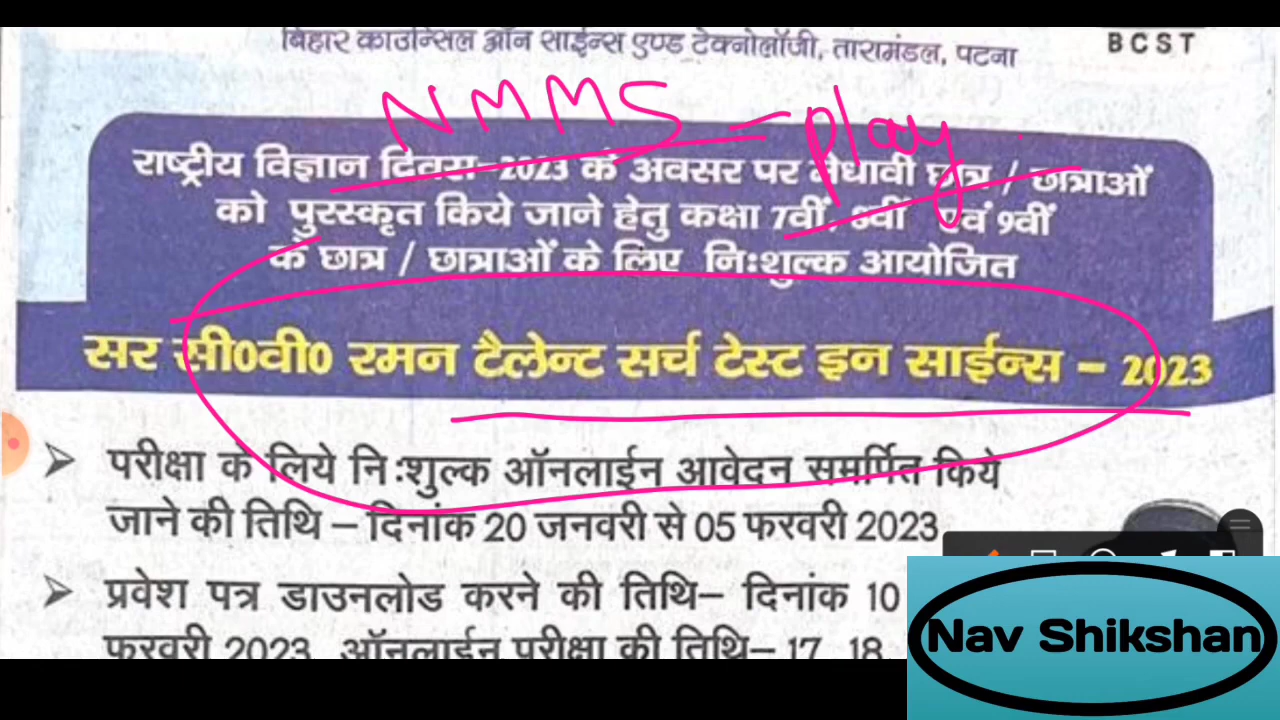 बिहार काउन्सिल ऑन साईन्स एण्ड टेक्नोलॉजी, तारामंडल, पटना
BCST
NMMS = play
राष्ट्रीय विज्ञान दिवस-2023 के अवसर पर मेधावी छात्र / छात्राओं
को पुरस्कृत किये जाने हेतु कक्षा 7वीं, 8वीं एवं 9वीं
के छात्र / छात्राओं के लिए निःशुल्क आयोजित
सर सी0वी0 रमन टैलेन्ट सर्च टेस्ट इन साईन्स - 2023
➤ परीक्षा के लिये निःशुल्क ऑनलाईन आवेदन समर्पित किये
जाने की तिथि – दिनांक 20 जनवरी से 05 फरवरी 2023
➤ प्रवेश पत्र डाउनलोड करने की तिथि– दिनांक 10
फरवरी 2023, ऑनलाईन परीक्षा की तिथि– 17, 18,
Nav Shikshan